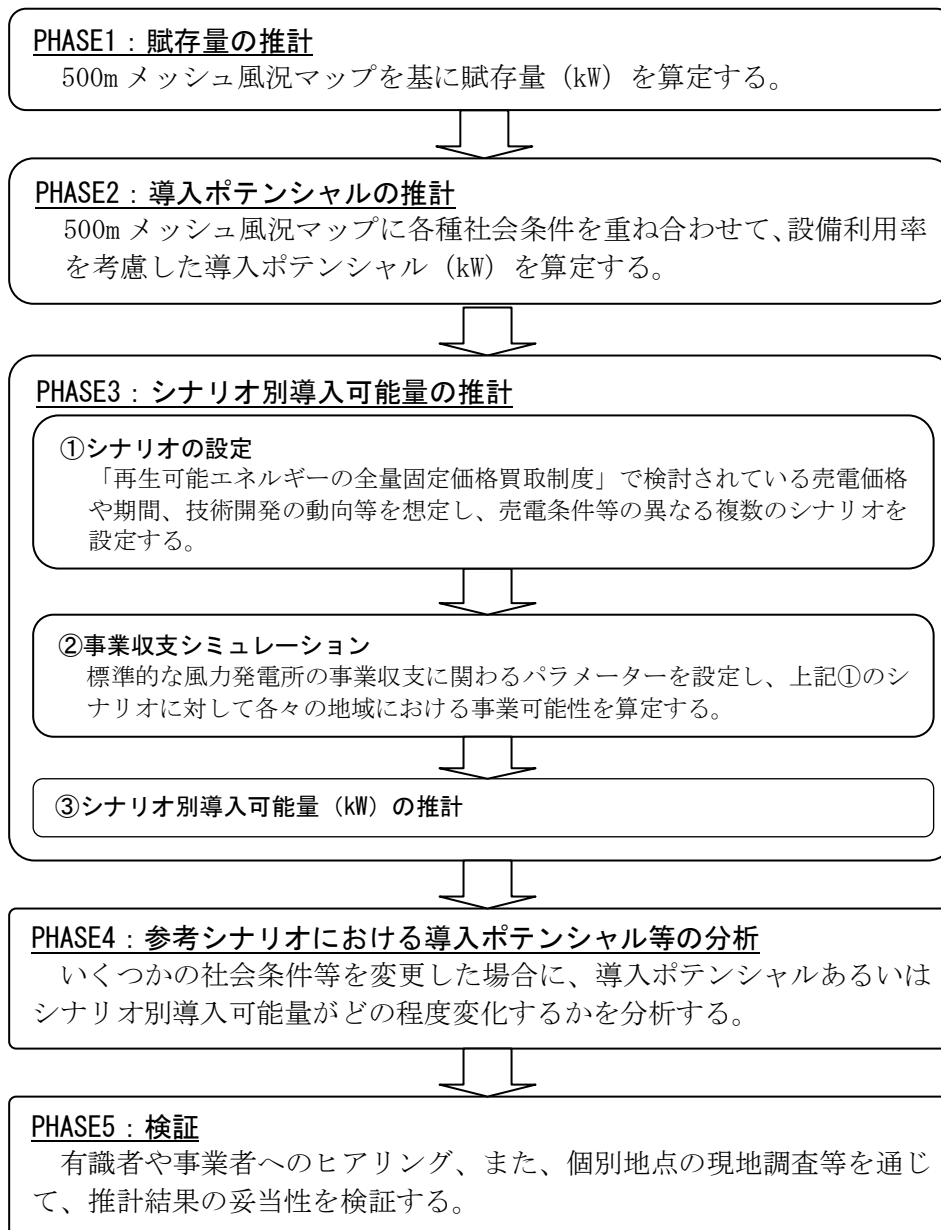 PHASE1：賦存量の推計
500m メッシュ風況マップを基に賦存量（kW）を算定する。
PHASE2：導入ポテンシャルの推計
500m メッシュ風況マップに各種社会条件を重ね合わせて、設備利用率
を考慮した導入ポテンシャル（kW）を算定する。
PHASE3：シナリオ別導入可能量の推計
①シナリオの設定
「再生可能エネルギーの全量固定価格買取制度」で検討されている売電価格
や期間、技術開発の動向等を想定し、売電条件等の異なる複数のシナリオを
設定する。
②事業収支シミュレーション
標準的な風力発電所の事業収支に関わるパラメーターを設定し、上記①のシ
ナリオに対して各々の地域における事業可能性を算定する。
③シナリオ別導入可能量（kW）の推計
PHASE4：参考シナリオにおける導入ポテンシャル等の分析
いくつかの社会条件等を変更した場合に、導入ポテンシャルあるいは
シナリオ別導入可能量がどの程度変化するかを分析する。
PHASE5：検証
有識者や事業者へのヒアリング、また、個別地点の現地調査等を通じ
て、推計結果の妥当性を検証する。